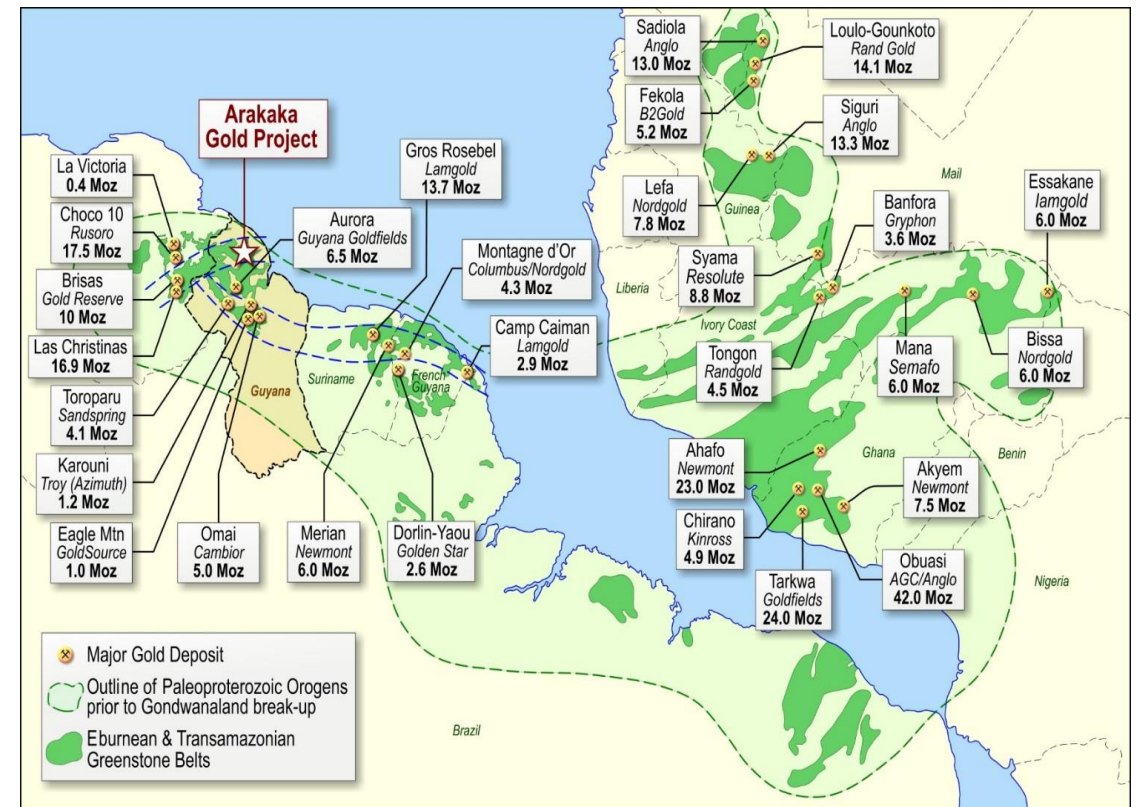 Sadiola
Anglo
13.0 Moz
Loulo-Gounkoto
Rand Gold
14.1 Moz
Fekola
B2Gold
5.2 Moz
Siguri
Anglo
13.3 Moz
Arakaka
Gold Project
Gros Rosebel
Lamgold
13.7 Moz
La Victoria
0.4 Moz
Lefa
Nordgold
7.8 Moz
Guinea
Mail
Banfora
Gryphon
3.6 Moz
Essakane
Iamgold
6.0 Moz
Choco 10
Rusoro
17.5 Moz
Aurora
Guyana Goldfields
6.5 Moz
Montagne d'Or
Columbus/Nordgold
4.3 Moz
Syama
Resolute
8.8 Moz
Liberia
Brisas
Gold Reserve
10 Moz
Camp Caiman
Lamgold
2.9 Moz
Ivory Coast
Las Christinas
16.9 Moz
Tongon
Randgold
4.5 Moz
Mana
Semafo
6.0 Moz
Bissa
Nordgold
6.0 Moz
Suriname
French
Guyana
Guyana
Toroparu
Sandspring
4.1 Moz
Ahafo
Newmont
23.0 Moz
Ghana
Benin
Karouni
Troy (Azimuth)
1.2 Moz
Akyem
Newmont
7.5 Moz
Chirano
Kinross
4.9 Moz
Eagle Mtn
GoldSource
1.0 Moz
Omai
Cambior
5.0 Moz
Merian
Newmont
6.0 Moz
Dorlin-Yaou
Golden Star
2.6 Moz
Obuasi
AGC/Anglo
42.0 Moz
Tarkwa
Goldfields
24.0 Moz
Nigeria
Major Gold Deposit
Outline of Paleoproterozoic Orogens
prior to Gondwanaland break-up
Eburnean & Transamazonian
Greenstone Belts
Brazil